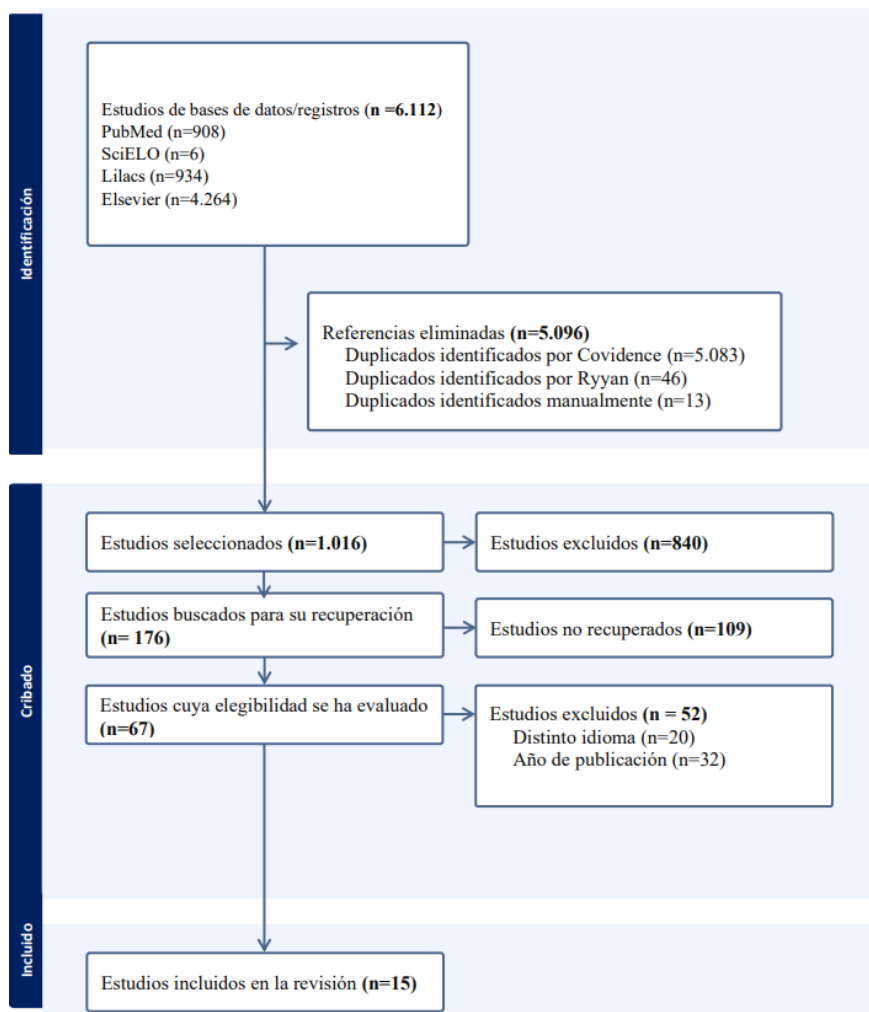 Identificación
Estudios de bases de datos/registros (n =6.112)
PubMed (n=908)
SciELO (n=6)
Lilacs (n=934)
Elsevier (n=4.264)
Referencias eliminadas (n=5.096)
Duplicados identificados por Covidence (n=5.083)
Duplicados identificados por Ryyan (n=46)
Duplicados identificados manualmente (n=13)
Cribado
Estudios seleccionados (n=1.016)
Estudios excluidos (n=840)
Estudios buscados para su recuperación
(n= 176)
Estudios no recuperados (n=109)
Estudios cuya elegibilidad se ha evaluado
(n=67)
Estudios excluidos (n = 52)
Distinto idioma (n=20)
Año de publicación (n=32)
Incluido
Estudios incluidos en la revisión (n=15)